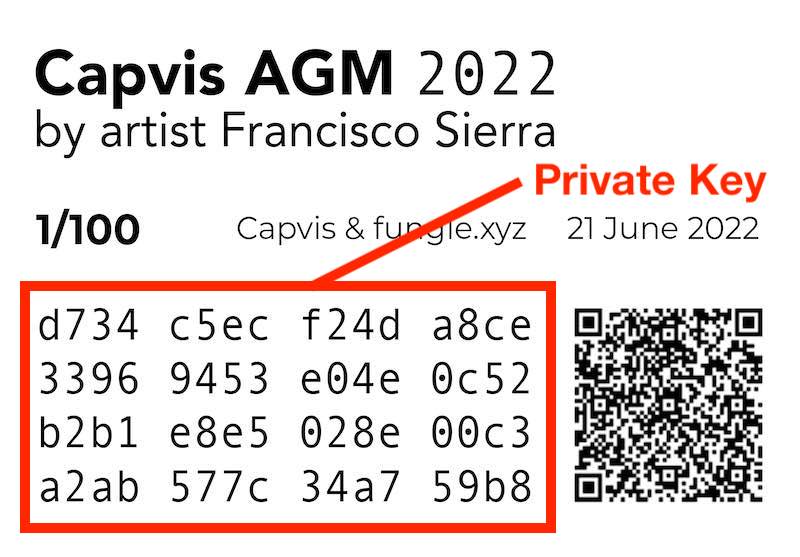 Capvis AGM 2022
by artist Francisco Sierra
Private Key
1/100 Capvis & fungle.xyz 21 June 2022
d734 c5ec f24d a8ce
3396 9453 e04e 0c52
b2b1 e8e5 028e 00c3
a2ab 577c 34a7 59b8